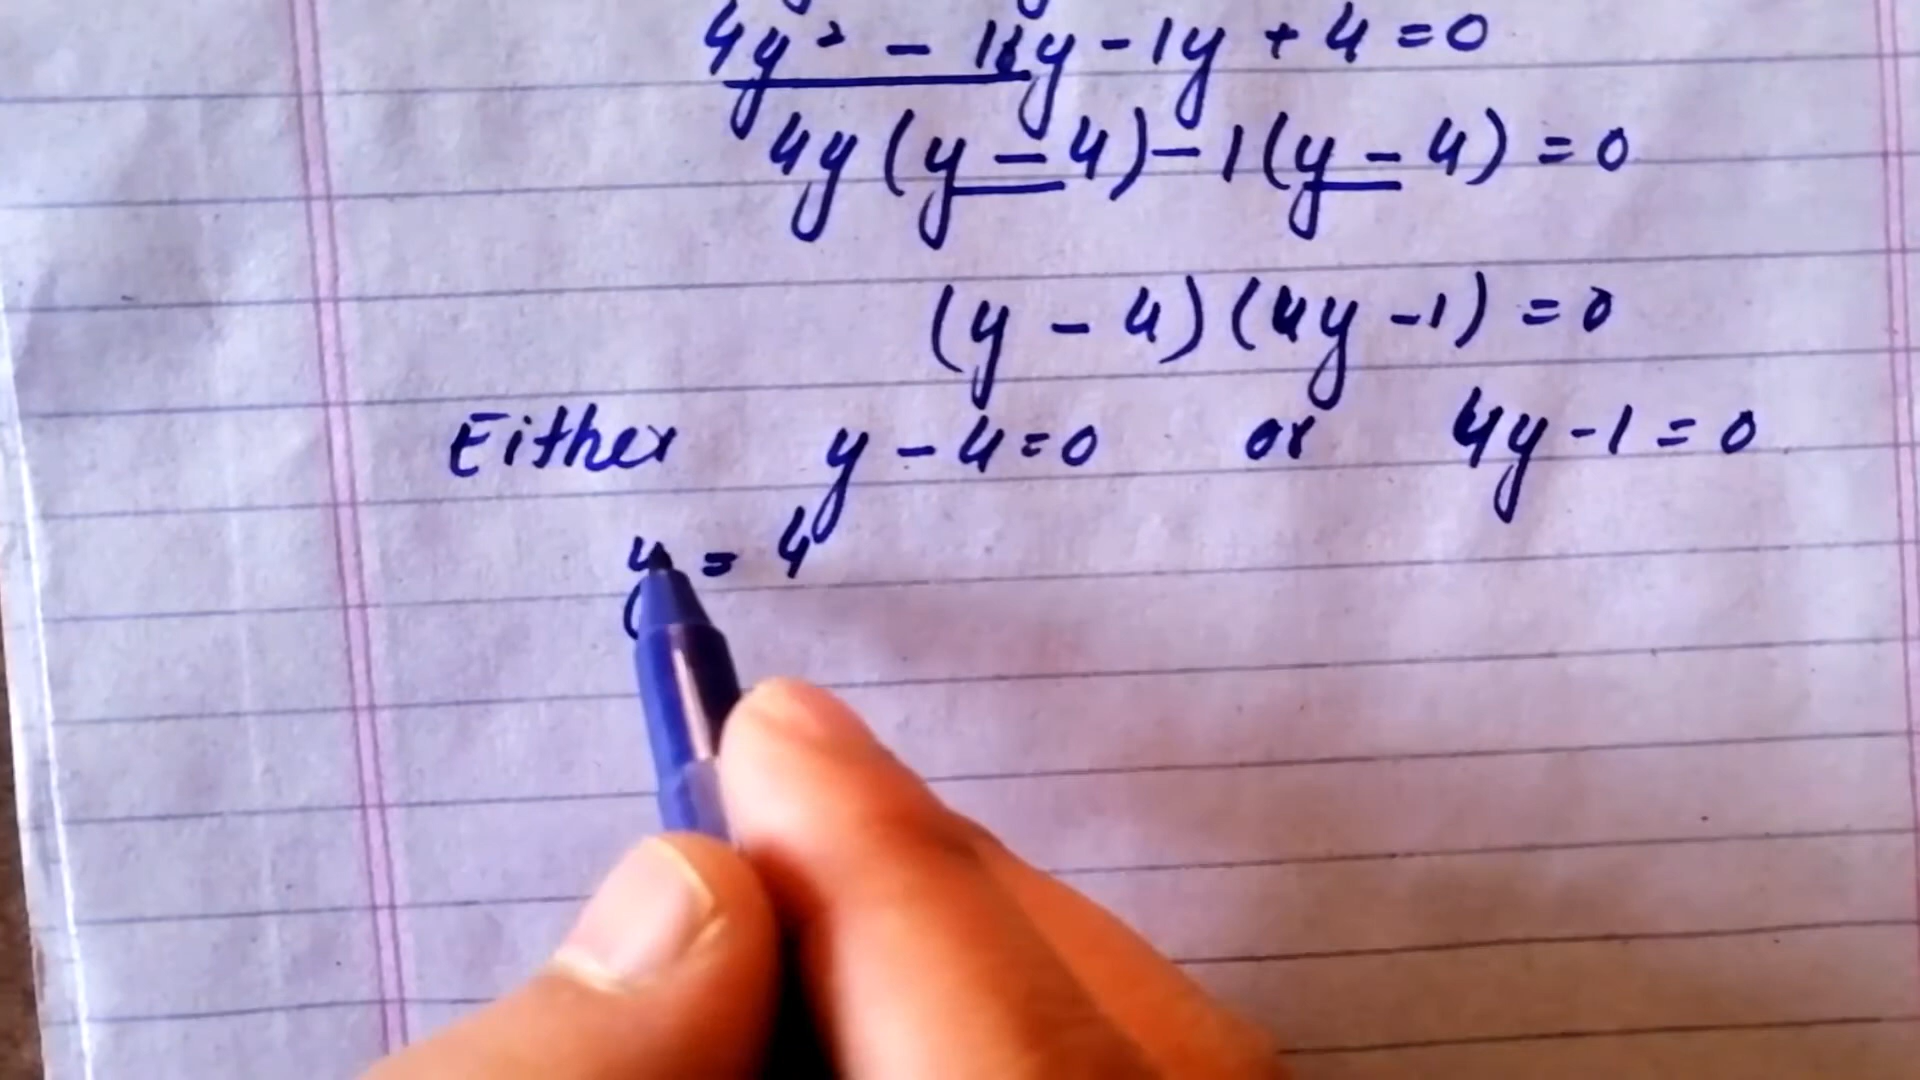 4y² - 16y - 1y + 4 = 0
4y (y - 4) - 1 (y - 4) = 0
(y - 4) (4y - 1) = 0
Either y - 4 = 0 or 4y - 1 = 0
y = 4